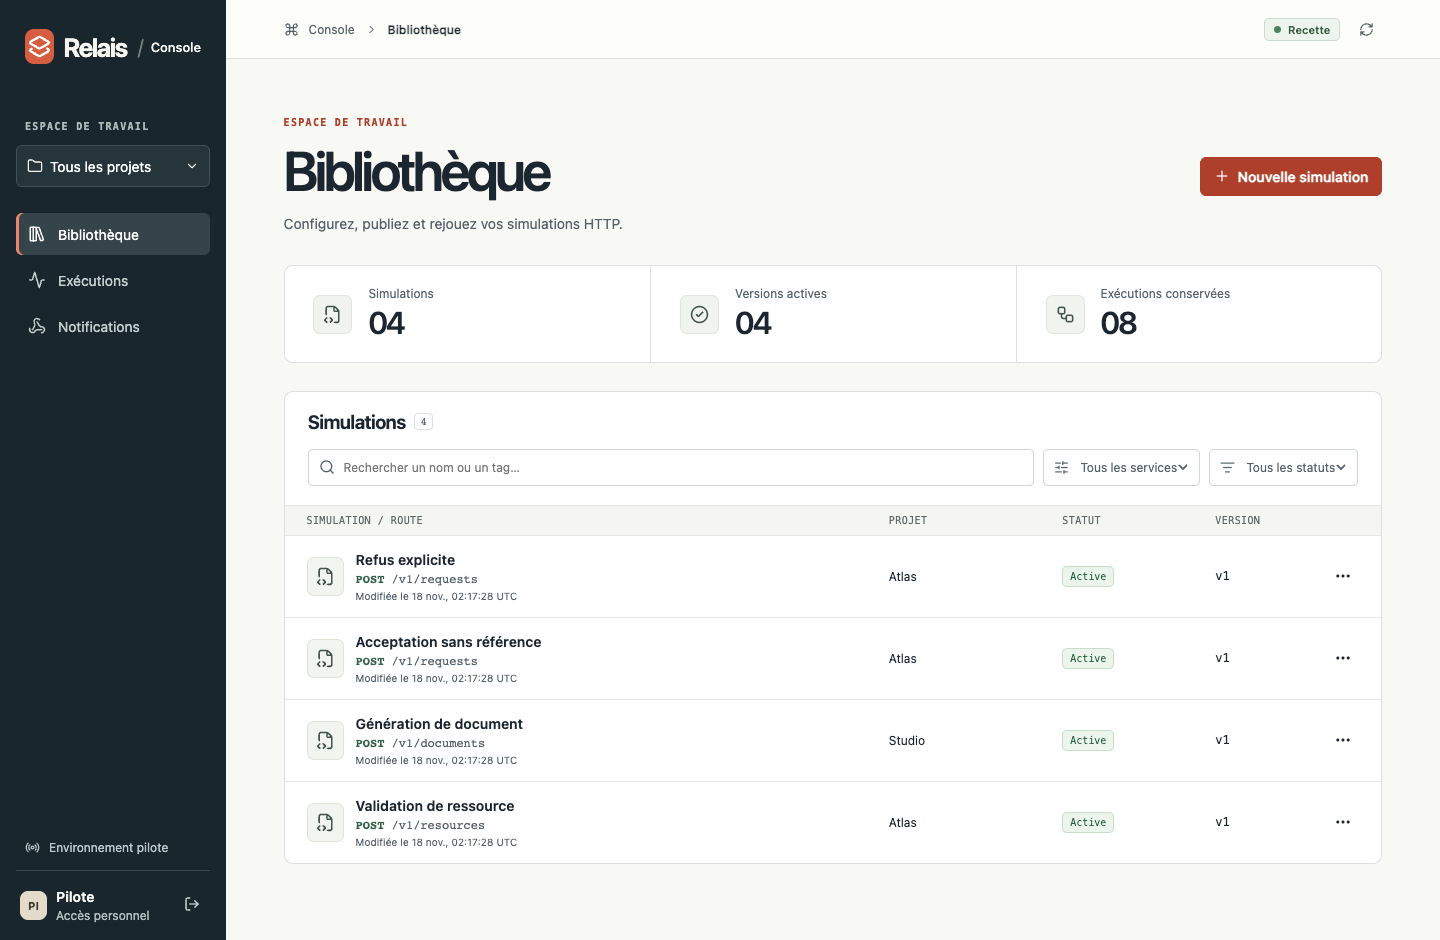 Relais / Console
ESPACE DE TRAVAIL
Tous les projets
Bibliothèque
Exécutions
Notifications
Environnement pilote
PI
Pilote
Accès personnel
Console > Bibliothèque
Recette
ESPACE DE TRAVAIL
Bibliothèque
Nouvelle simulation
Configurez, publiez et rejouez vos simulations HTTP.
Simulations
04
Versions actives
04
Exécutions conservées
08
Simulations 4
Rechercher un nom ou un tag...
Tous les services
Tous les statuts
SIMULATION / ROUTE PROJET STATUT VERSION
Refus explicite
POST /v1/requests
Modifiée le 18 nov., 02:17:28 UTC
Atlas
Active
v1
Acceptation sans référence
POST /v1/requests
Modifiée le 18 nov., 02:17:28 UTC
Atlas
Active
v1
Génération de document
POST /v1/documents
Modifiée le 18 nov., 02:17:28 UTC
Studio
Active
v1
Validation de ressource
POST /v1/resources
Modifiée le 18 nov., 02:17:28 UTC
Atlas
Active
v1